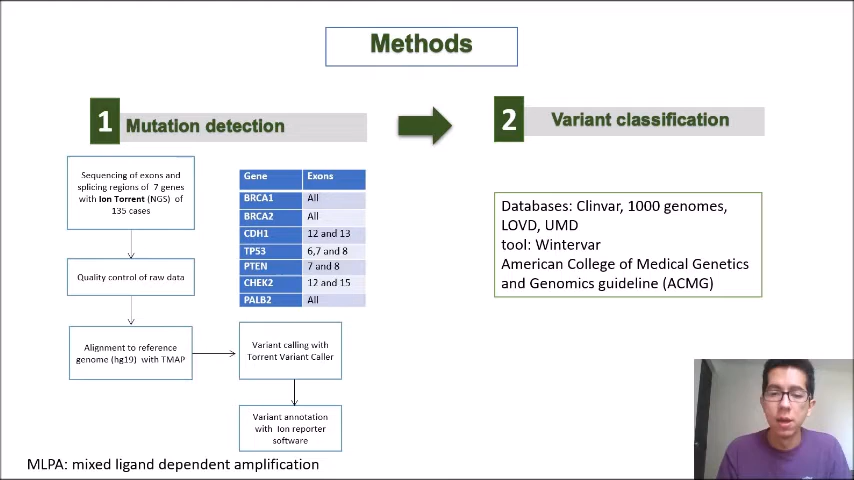 Methods
1 Mutation detection
Sequencing of exons and
splicing regions of 7 genes
with Ion Torrent (NGS) of
135 cases
Quality control of raw data
Alignment to reference
genome (hg19) with TMAP
Gene Exons
BRCA1 All
BRCA2 All
CDH1 12 and 13
TP53 6,7 and 8
PTEN 7 and 8
CHEK2 12 and 15
PALB2 All
Variant calling with
Torrent Variant Caller
Variant annotation
with Ion reporter
software
MLPA: mixed ligand dependent amplification
2 Variant classification
Databases: Clinvar, 1000 genomes,
LOVD, UMD
tool: Wintervar
American College of Medical Genetics
and Genomics guideline (ACMG)